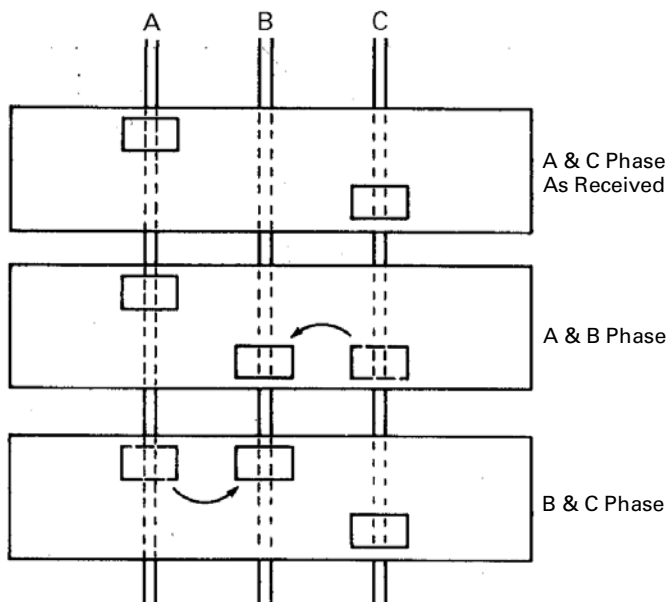 A B C
A & C Phase
As Received
A & B Phase
B & C Phase